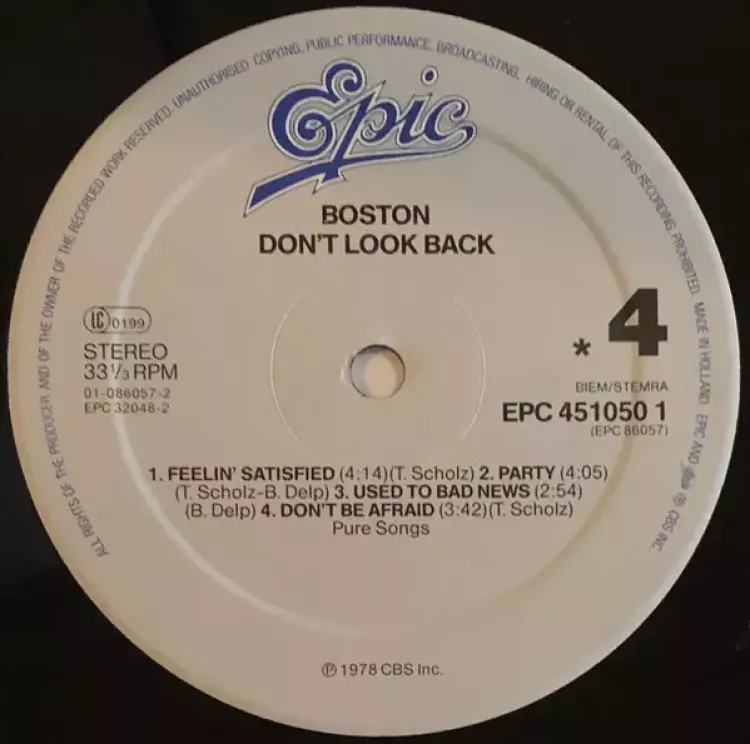 ALL RIGHTS OF THE PRODUCER AND OF THE OWNER OF THE RECORDED WORK RESERVED. UNAUTHORISED COPYING, PUBLIC PERFORMANCE, BROADCASTING, HIRING OR RENTAL OF THIS RECORDING PROHIBITED. MADE IN HOLLAND EPIC AND Epic ℗ CBS INC.
Epic
BOSTON
DON'T LOOK BACK
LC 0199
STEREO
33 1/3 RPM
01-086057-2
EPC 32048-2
* 4
BIEM/STEMRA
EPC 451050 1
(EPC 86057)
1. FEELIN' SATISFIED (4:14)(T. Scholz) 2. PARTY (4:05)
(T. Scholz-B. Delp) 3. USED TO BAD NEWS (2:54)
(B. Delp) 4. DON'T BE AFRAID (3:42)(T. Scholz)
Pure Songs
℗ 1978 CBS Inc.